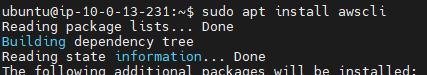 ubuntu@ip-10-0-13-231:~$ sudo apt install awscli
Reading package lists... Done
Building dependency tree
Reading state information... Done
The following additional packages will be installed: